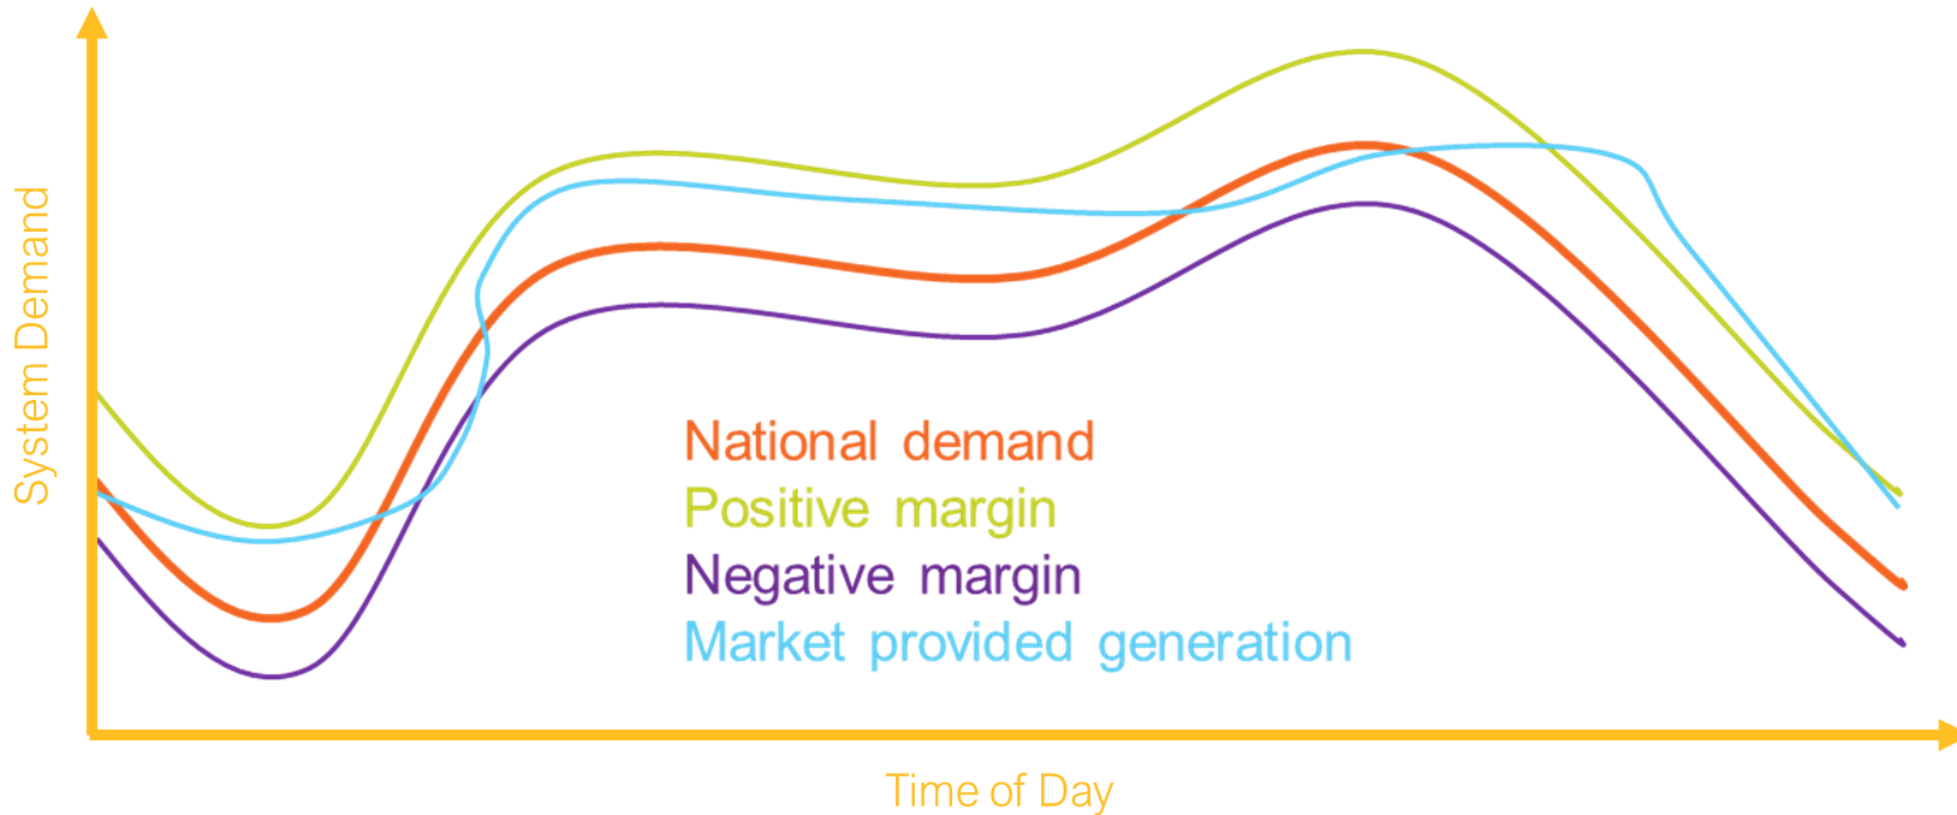 System Demand
National demand
Positive margin
Negative margin
Market provided generation
Time of Day